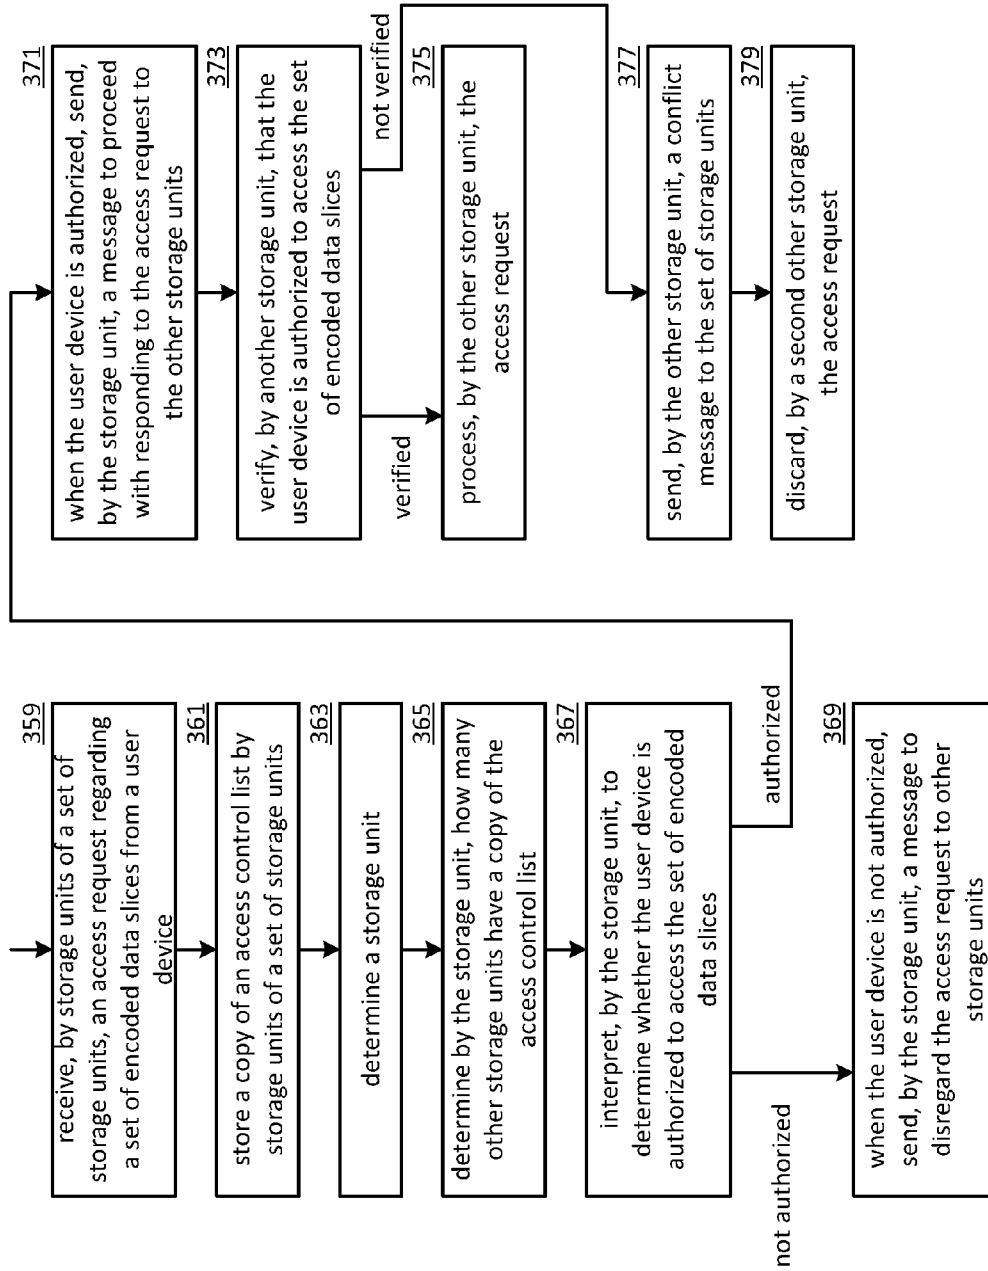 359
receive, by storage units of a set of
storage units, an access request regarding
a set of encoded data slices from a user
device
361
store a copy of an access control list by
storage units of a set of storage units
363
determine a storage unit
365
determine by the storage unit, how many
other storage units have a copy of the
access control list
367
interpret, by the storage unit, to
determine whether the user device is
authorized to access the set of encoded
data slices
not authorized
authorized
369
when the user device is not authorized,
send, by the storage unit, a message to
disregard the access request to other
storage units
371
when the user device is authorized, send,
by the storage unit, a message to proceed
with responding to the access request to
the other storage units
373
verify, by another storage unit, that the
user device is authorized to access the set
of encoded data slices
verified
not verified
375
process, by the other storage unit, the
access request
377
send, by the other storage unit, a conflict
message to the set of storage units
379
discard, by a second other storage unit,
the access request